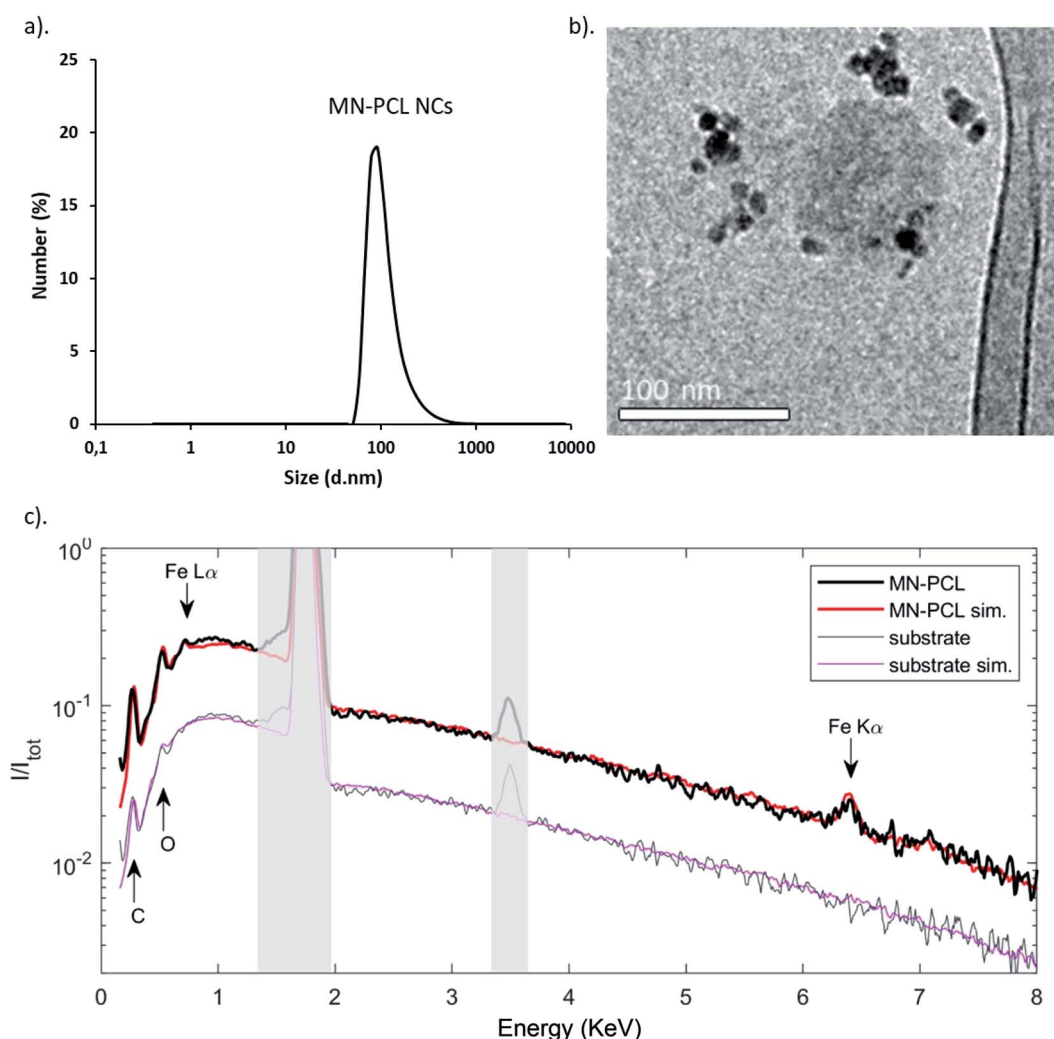 a).
25
20
15
10
5
0
Number (%)
MN-PCL NCs
0,1
1
10
100
1000
10000
Size (d.nm)
b).
100 nm
c).
10^0
10^-1
10^-2
I/I_tot
Fe Lα
O
C
Fe Kα
MN-PCL
MN-PCL sim.
substrate
substrate sim.
0
1
2
3
4
5
6
7
8
Energy (KeV)